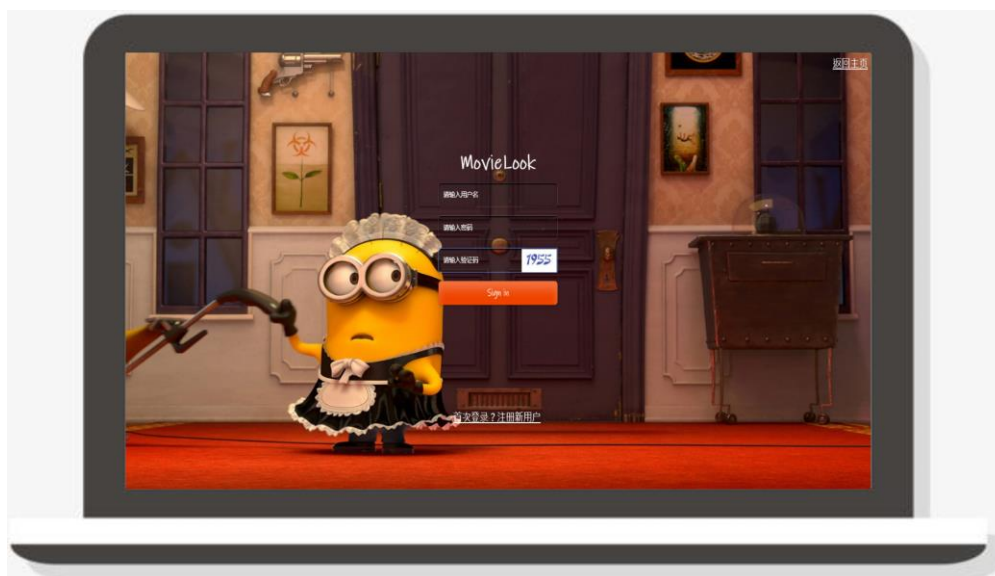 返回主页
MovieLook
请输入用户名
请输入密码
请输入验证码 1955
Sign in
首次登录？注册新用户